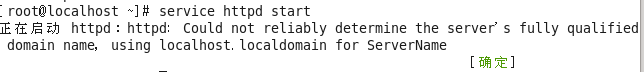 [root@localhost ~]# service httpd start
正在启动 httpd：httpd: Could not reliably determine the server's fully qualified
domain name, using localhost.localdomain for ServerName
[确定]